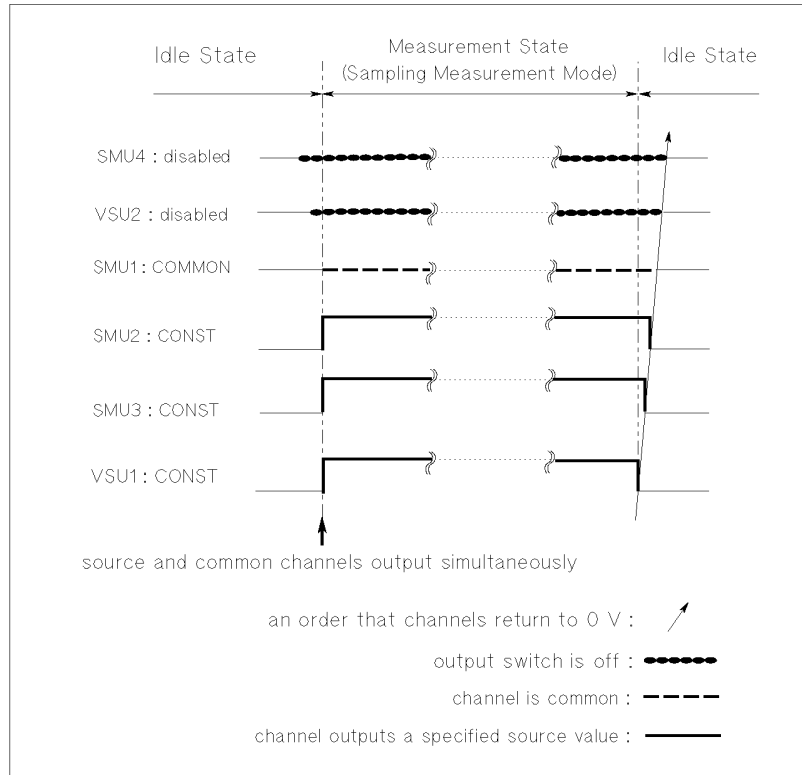 Idle State
Measurement State
(Sampling Measurement Mode)
Idle State
SMU4 : disabled
VSU2 : disabled
SMU1 : COMMON
SMU2 : CONST
SMU3 : CONST
VSU1 : CONST
source and common channels output simultaneously
an order that channels return to 0 V :
output switch is off :
channel is common :
channel outputs a specified source value :